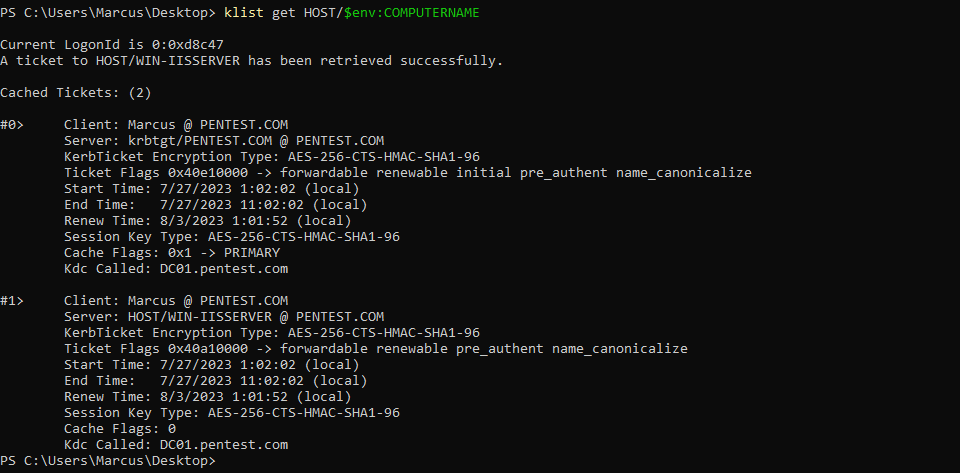 PS C:\Users\Marcus\Desktop> klist get HOST/$env:COMPUTERNAME
Current LogonId is 0:0xd8c47
A ticket to HOST/WIN-IISSERVER has been retrieved successfully.
Cached Tickets: (2)
#0>     Client: Marcus @ PENTEST.COM
        Server: krbtgt/PENTEST.COM @ PENTEST.COM
        KerbTicket Encryption Type: AES-256-CTS-HMAC-SHA1-96
        Ticket Flags 0x40e10000 -> forwardable renewable initial pre_authent name_canonicalize
        Start Time: 7/27/2023 1:02:02 (local)
        End Time:   7/27/2023 11:02:02 (local)
        Renew Time: 8/3/2023 1:01:52 (local)
        Session Key Type: AES-256-CTS-HMAC-SHA1-96
        Cache Flags: 0x1 -> PRIMARY
        Kdc Called: DC01.pentest.com
#1>     Client: Marcus @ PENTEST.COM
        Server: HOST/WIN-IISSERVER @ PENTEST.COM
        KerbTicket Encryption Type: AES-256-CTS-HMAC-SHA1-96
        Ticket Flags 0x40a10000 -> forwardable renewable pre_authent name_canonicalize
        Start Time: 7/27/2023 1:02:02 (local)
        End Time:   7/27/2023 11:02:02 (local)
        Renew Time: 8/3/2023 1:01:52 (local)
        Session Key Type: AES-256-CTS-HMAC-SHA1-96
        Cache Flags: 0
        Kdc Called: DC01.pentest.com
PS C:\Users\Marcus\Desktop>